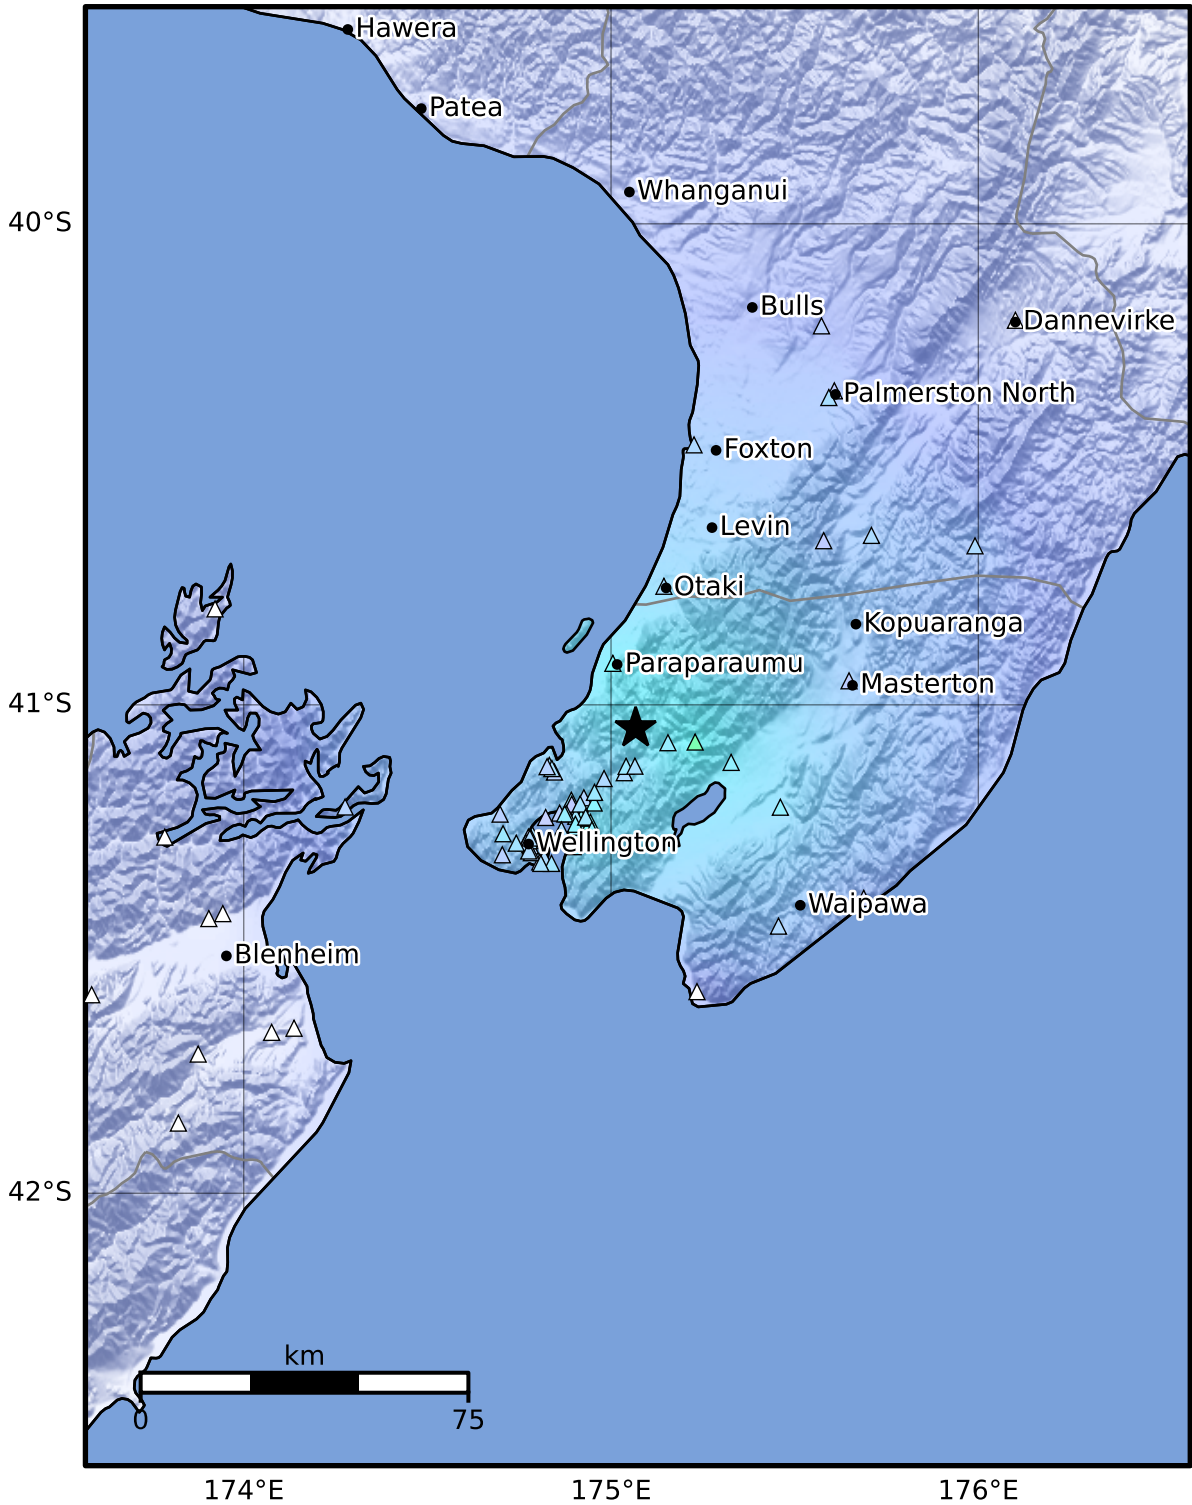 Hawera
Patea
Whanganui
40°S
Bulls
Dannevirke
Palmerston North
Foxton
Levin
Otaki
Kopuaranga
Paraparaumu
Masterton
41°S
Wellington
Waipawa
Blenheim
42°S
km
0 75
174°E 175°E 176°E